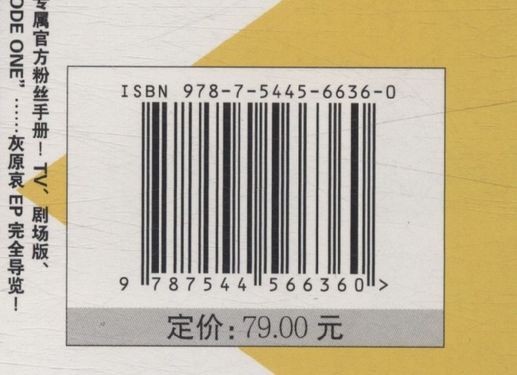 专属官方粉丝手册！TV、剧场版、
ODE ONE”……灰原哀 EP 完全导览！
ISBN 978-7-5445-6636-0
9 787544 566360 >
定价：79.00 元